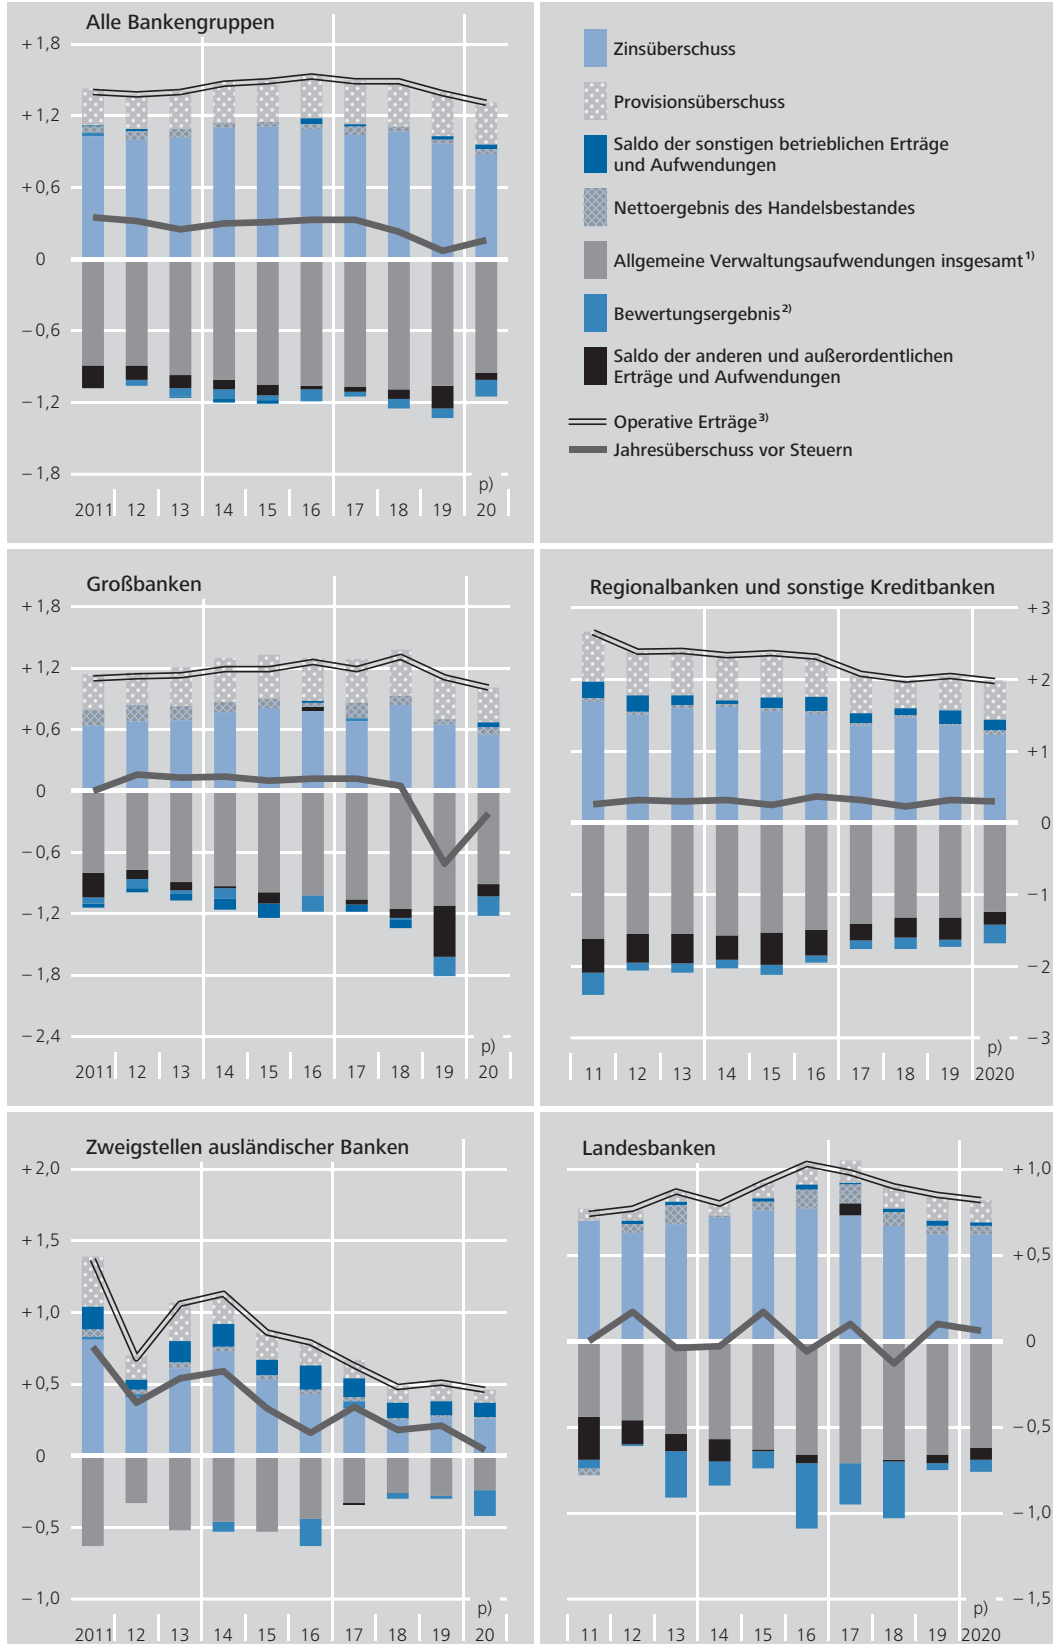 Alle Bankengruppen
+ 1,8
+ 1,2
+ 0,6
0
− 0,6
− 1,2
− 1,8
p)
2011 12 13 14 15 16 17 18 19 20
Zinsüberschuss
Provisionsüberschuss
Saldo der sonstigen betrieblichen Erträge
und Aufwendungen
Nettoergebnis des Handelsbestandes
Allgemeine Verwaltungsaufwendungen insgesamt 1)
Bewertungsergebnis 2)
Saldo der anderen und außerordentlichen
Erträge und Aufwendungen
Operative Erträge 3)
Jahresüberschuss vor Steuern
Großbanken
+ 1,8
+ 1,2
+ 0,6
0
− 0,6
− 1,2
− 1,8
− 2,4
p)
2011 12 13 14 15 16 17 18 19 20
Regionalbanken und sonstige Kreditbanken
+ 3
+ 2
+ 1
0
− 1
− 2
− 3
p)
11 12 13 14 15 16 17 18 19 2020
Zweigstellen ausländischer Banken
+ 2,0
+ 1,5
+ 1,0
+ 0,5
0
− 0,5
− 1,0
p)
2011 12 13 14 15 16 17 18 19 20
Landesbanken
+ 1,0
+ 0,5
0
− 0,5
− 1,0
− 1,5
p)
11 12 13 14 15 16 17 18 19 2020